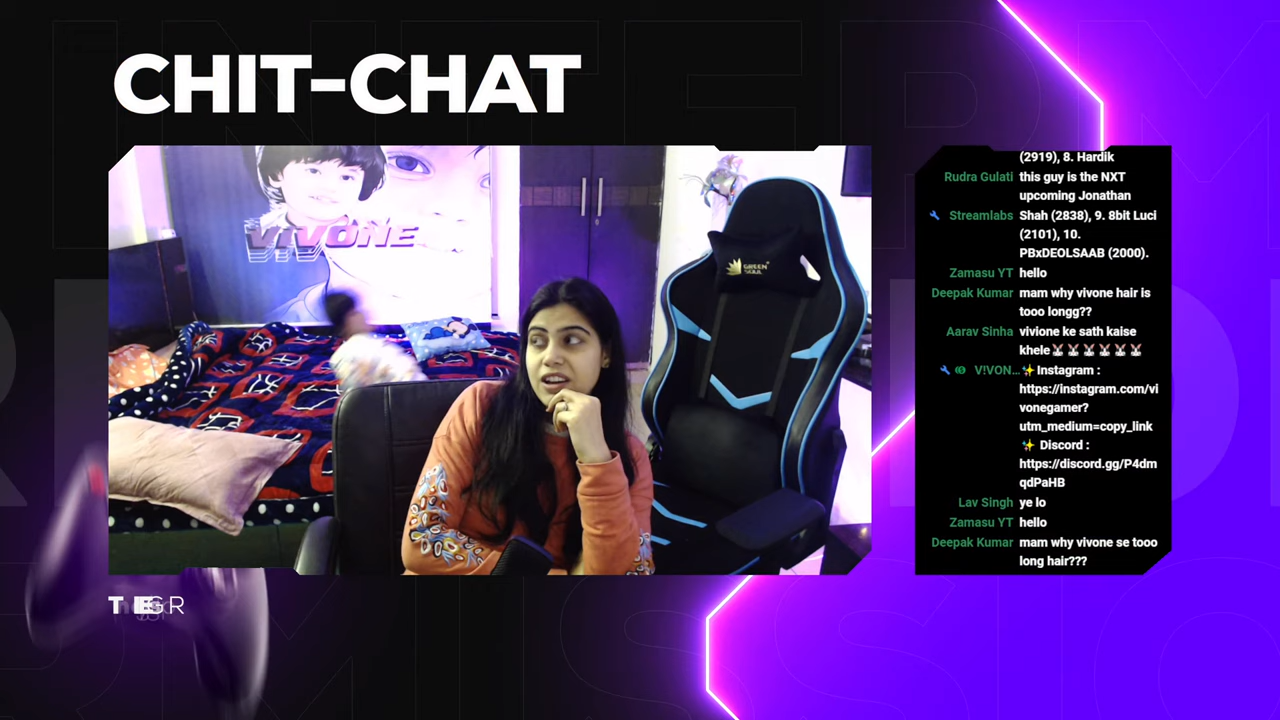 CHIT-CHAT
VIVONE
GREEN
SOUL
(2919), 8. Hardik
Rudra Gulati this guy is the NXT
upcoming Jonathan
Streamlabs Shah (2838), 9. 8bit Luci
(2101), 10.
PBxDEOLSAAB (2000).
Zamasu YT hello
Deepak Kumar mam why vivone hair is
tooo longg??
Aarav Sinha vivione ke sath kaise
khele
V!VON... ✨Instagram :
https://instagram.com/vi
vonegamer?
utm_medium=copy_link
✨ Discord :
https://discord.gg/P4dm
qdPaHB
Lav Singh ye lo
Zamasu YT hello
Deepak Kumar mam why vivone se tooo
long hair???